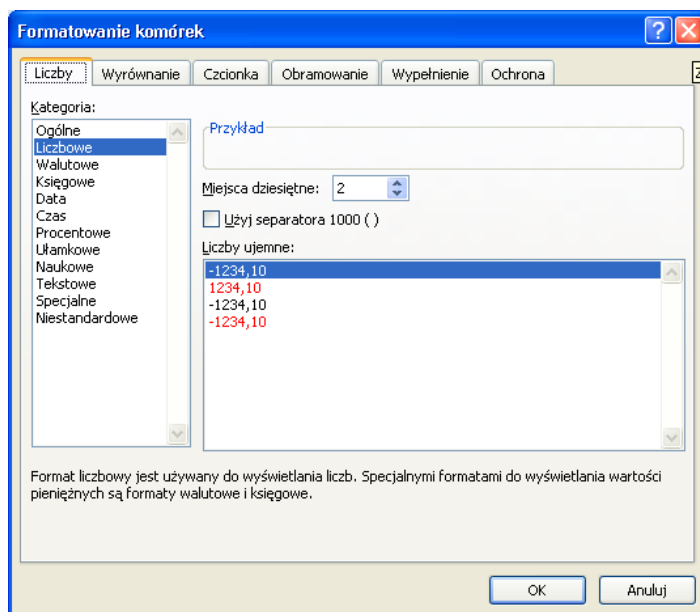 Formatowanie komórek
Liczby Wyrównanie Czcionka Obramowanie Wypełnienie Ochrona
Kategoria:
Ogólne
Liczbowe
Walutowe
Księgowe
Data
Czas
Procentowe
Ułamkowe
Naukowe
Tekstowe
Specjalne
Niestandardowe
Przykład
Miejsca dziesiętne: 2
Użyj separatora 1000 ( )
Liczby ujemne:
-1234,10
1234,10
-1234,10
-1234,10
Format liczbowy jest używany do wyświetlania liczb. Specjalnymi formatami do wyświetlania wartości
pieniężnych są formaty walutowe i księgowe.
OK Anuluj